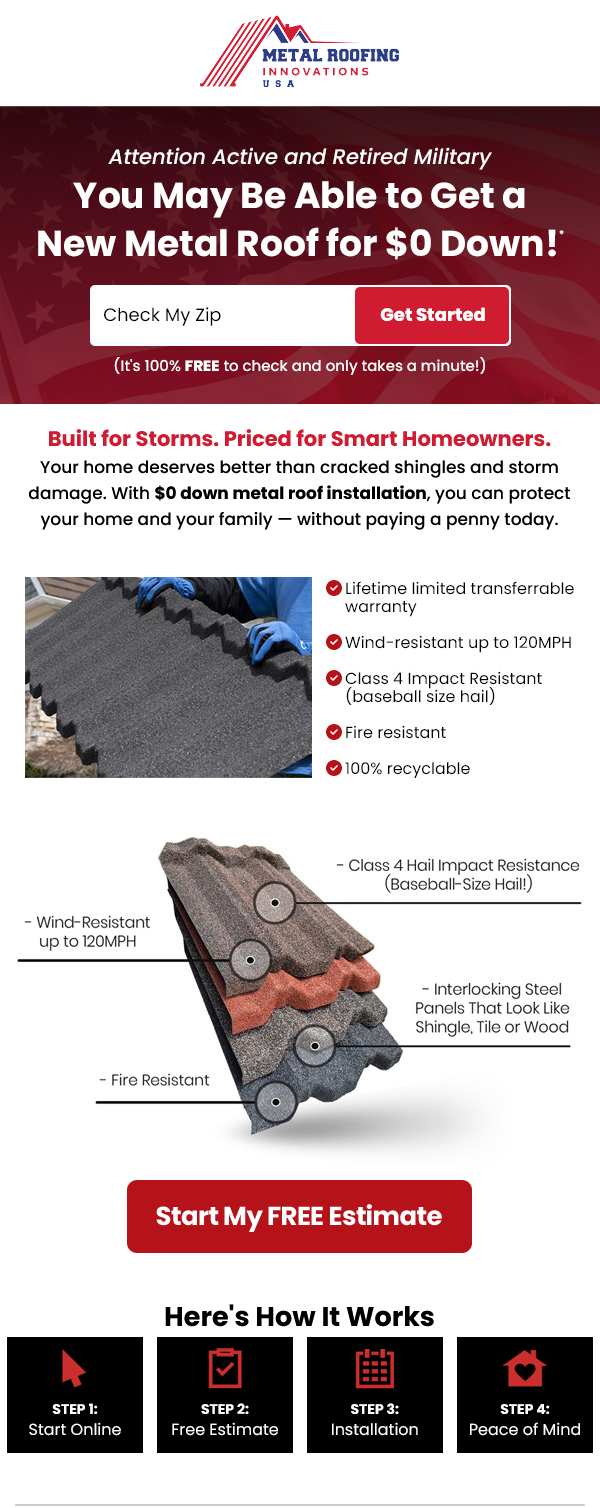 METAL ROOFING
INNOVATIONS
USA
Attention Active and Retired Military
You May Be Able to Get a
New Metal Roof for $0 Down!*
Check My Zip
Get Started
(It's 100% FREE to check and only takes a minute!)
Built for Storms. Priced for Smart Homeowners.
Your home deserves better than cracked shingles and storm
damage. With $0 down metal roof installation, you can protect
your home and your family — without paying a penny today.
Lifetime limited transferrable
warranty
Wind-resistant up to 120MPH
Class 4 Impact Resistant
(baseball size hail)
Fire resistant
100% recyclable
- Class 4 Hail Impact Resistance
(Baseball-Size Hail!)
- Wind-Resistant
up to 120MPH
- Interlocking Steel
Panels That Look Like
Shingle, Tile or Wood
- Fire Resistant
Start My FREE Estimate
Here's How It Works
STEP 1:
Start Online
STEP 2:
Free Estimate
STEP 3:
Installation
STEP 4:
Peace of Mind